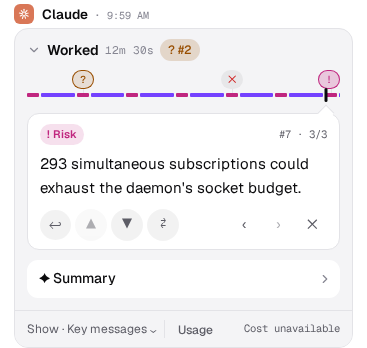 Claude · 9:59 AM
Worked 12m 30s ? #2
? ✕ !
! Risk #7 · 3/3
293 simultaneous subscriptions could
exhaust the daemon's socket budget.
Summary
Show · Key messages Usage Cost unavailable